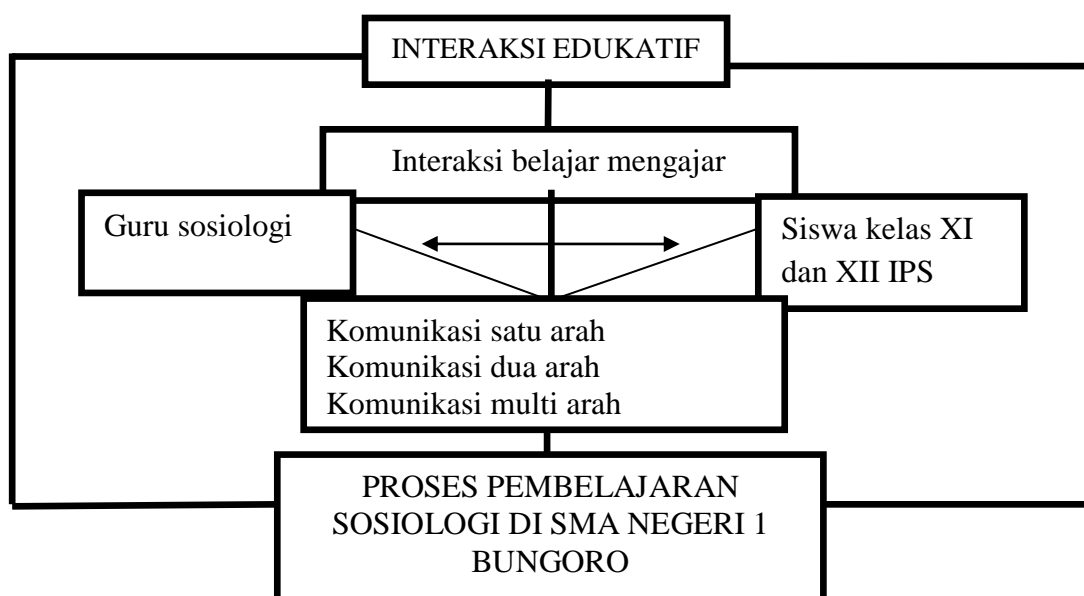 INTERAKSI EDUKATIF
Interaksi belajar mengajar
Guru sosiologi
Siswa kelas XI
dan XII IPS
Komunikasi satu arah
Komunikasi dua arah
Komunikasi multi arah
PROSES PEMBELAJARAN
SOSIOLOGI DI SMA NEGERI 1
BUNGORO